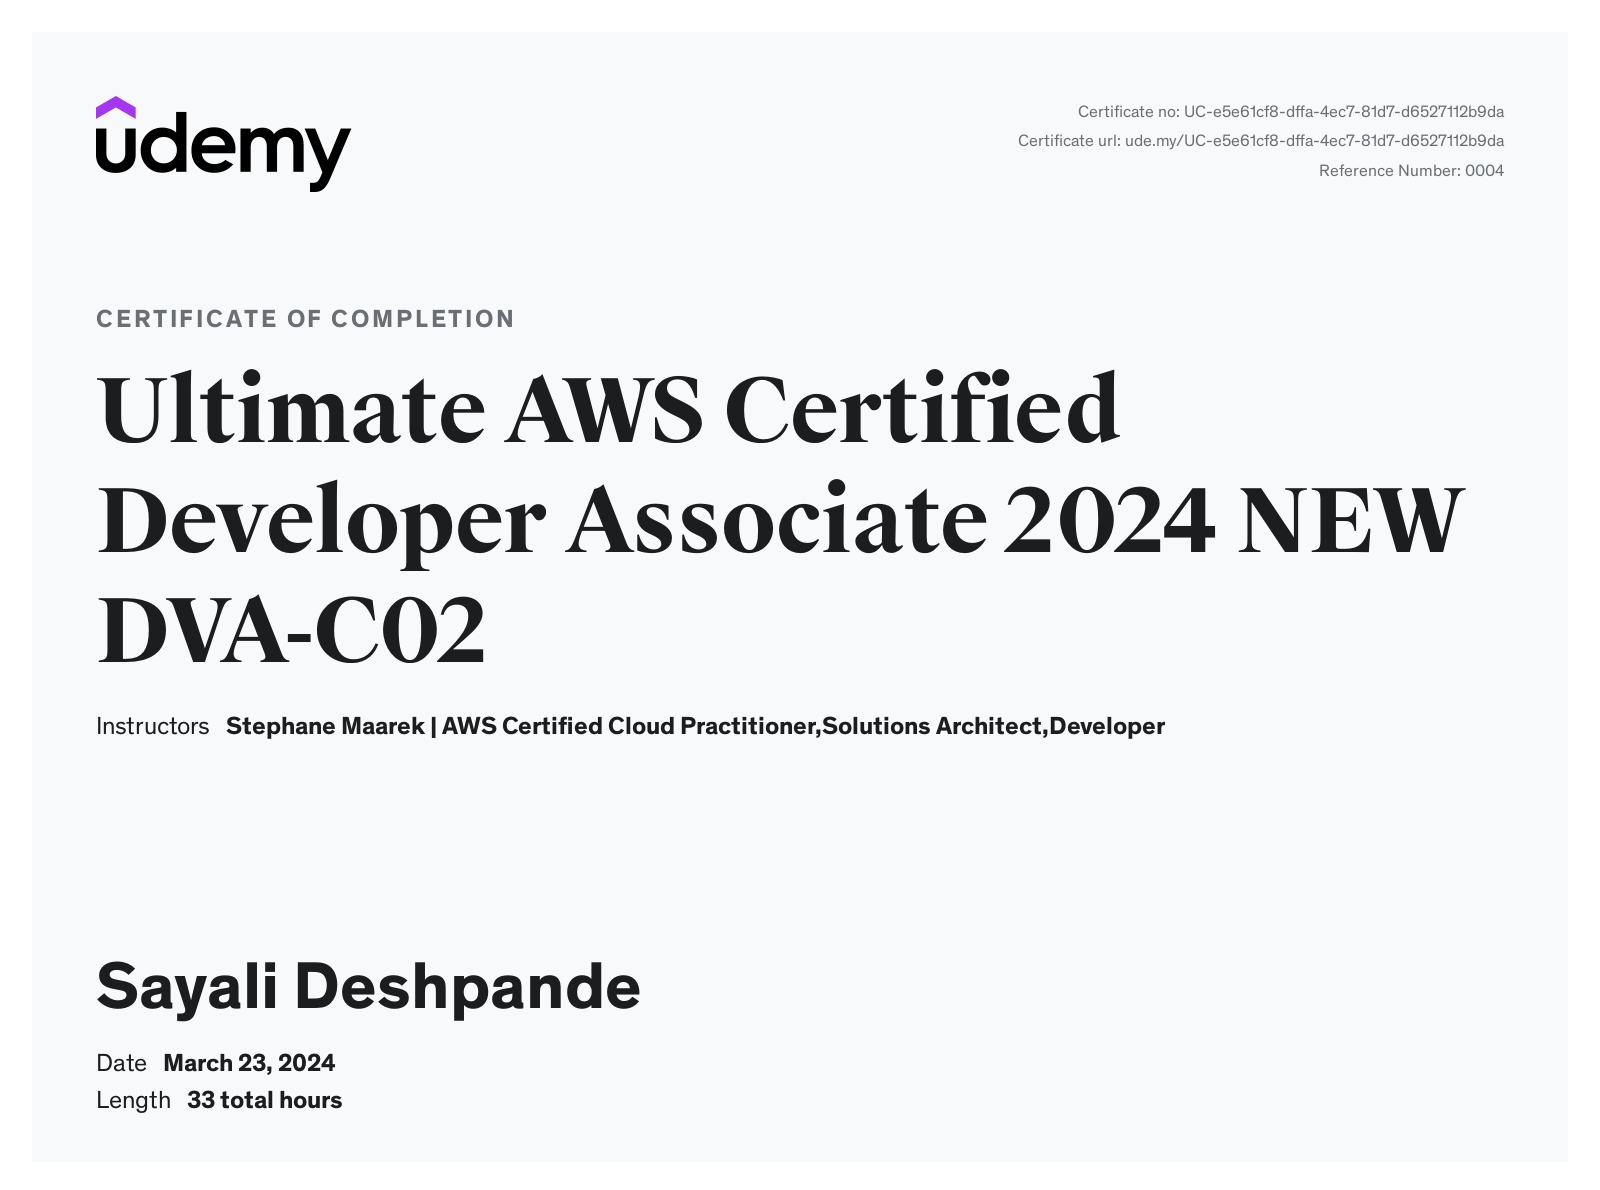 udemy
Certificate no: UC-e5e61cf8-dffa-4ec7-81d7-d6527112b9da
Certificate url: ude.my/UC-e5e61cf8-dffa-4ec7-81d7-d6527112b9da
Reference Number: 0004
CERTIFICATE OF COMPLETION
Ultimate AWS Certified
Developer Associate 2024 NEW
DVA-C02
Instructors Stephane Maarek | AWS Certified Cloud Practitioner,Solutions Architect,Developer
Sayali Deshpande
Date March 23, 2024
Length 33 total hours